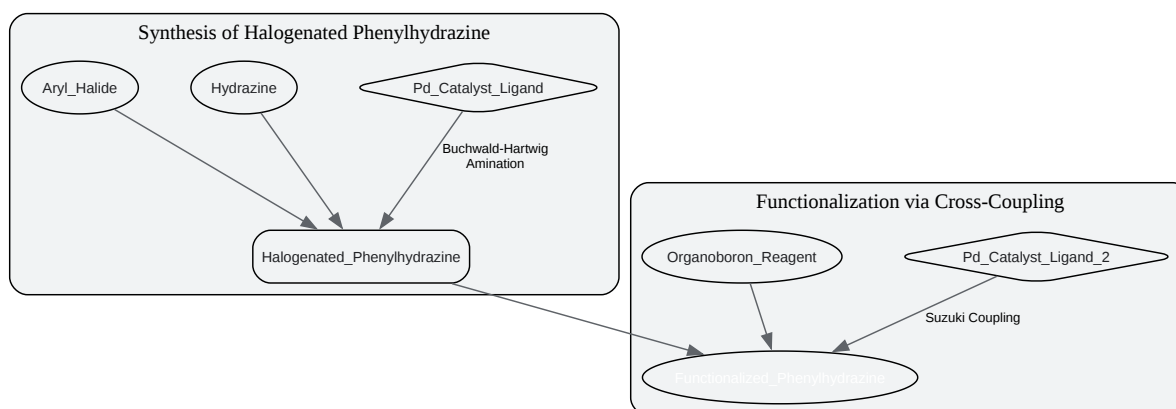 Synthesis of Halogenated Phenylhydrazine
Aryl_Halide
Hydrazine
Pd_Catalyst_Ligand
Buchwald-Hartwig
Amination
Halogenated_Phenylhydrazine
Functionalization via Cross-Coupling
Organoboron_Reagent
Pd_Catalyst_Ligand_2
Suzuki Coupling
Functionalized_Phenylhydrazine